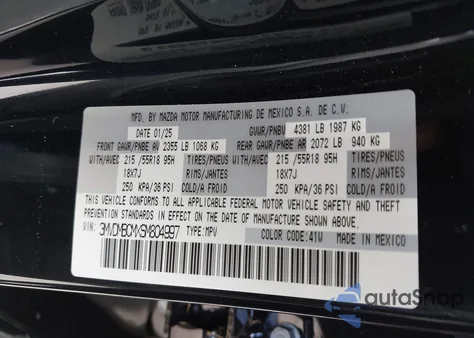 MFD. BY MAZDA MOTOR MANUFACTURING DE MEXICO S.A. DE C.V.
DATE 01/25 GVWR/PNBV 4381 LB 1987 KG
FRONT GAWR/PNBE AV 2355 LB 1068 KG REAR GAWR/PNBE AR 2072 LB 940 KG
WITH/AVEC 215 /55R18 95H TIRES/PNEUS WITH/AVEC 215 /55R18 95H TIRES/PNEUS
18X7J RIMS/JANTES 18X7J RIMS/JANTES
250 KPA/36 PSI COLD/A FROID 250 KPA/36 PSI COLD/A FROID
THIS VEHICLE CONFORMS TO ALL APPLICABLE FEDERAL MOTOR VEHICLE SAFETY AND THEFT
PREVENTION STANDARDS IN EFFECT ON THE DATE OF MANUFACTURE SHOWN ABOVE.
VIN: 3MVDMBCMXSM804997 TYPE: MPV COLOR CODE: 41W MADE IN MEXICO
autaSnap